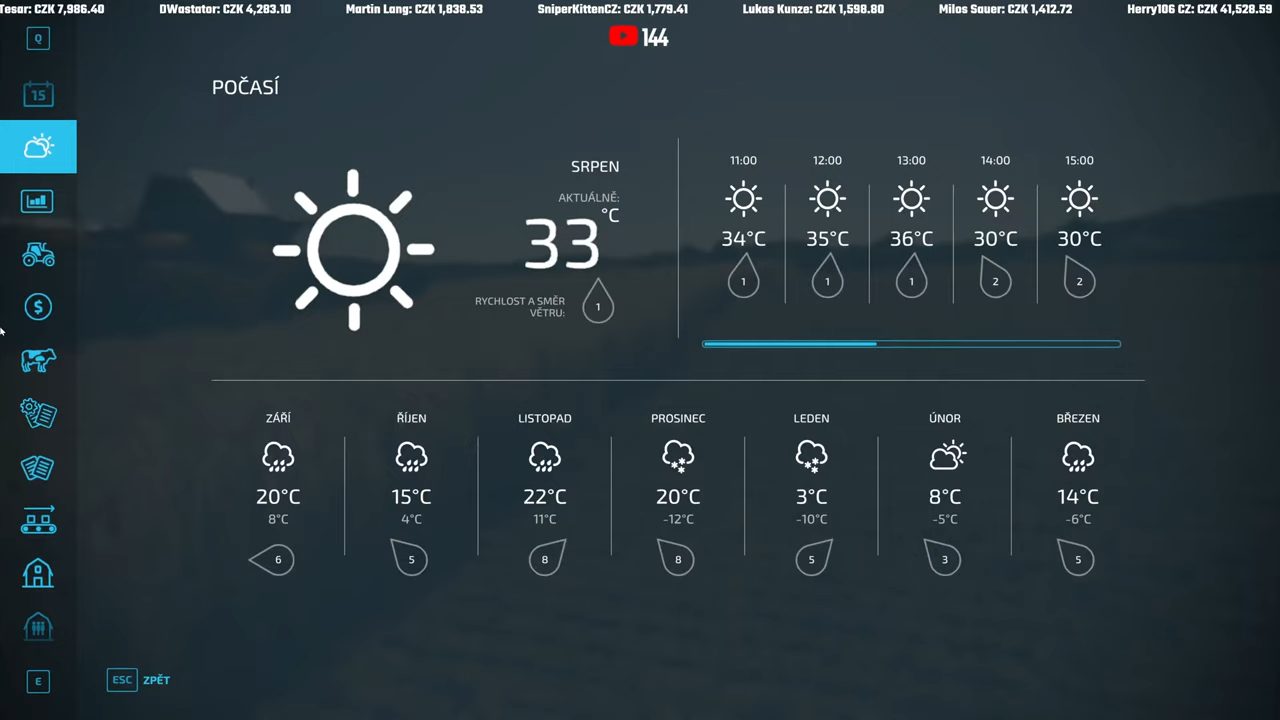 Tesar: CZK 7,986.40 DWastator: CZK 4,283.10 Martin Lang: CZK 1,838.53 SniperKittenCZ: CZK 1,779.41 Lukas Kunze: CZK 1,598.80 Milos Sauer: CZK 1,412.72 Herry106 CZ: CZK 41,528.59
144
Q
15
POČASÍ
SRPEN
AKTUÁLNĚ:
33 °C
RYCHLOST A SMĚR
VĚTRU:
1
11:00 12:00 13:00 14:00 15:00
34°C 35°C 36°C 30°C 30°C
1 1 1 2 2
ZÁŘÍ ŘÍJEN LISTOPAD PROSINEC LEDEN ÚNOR BŘEZEN
20°C 15°C 22°C 20°C 3°C 8°C 14°C
8°C 4°C 11°C -12°C -10°C -5°C -6°C
6 5 8 8 5 3 5
E
ESC ZPĚT